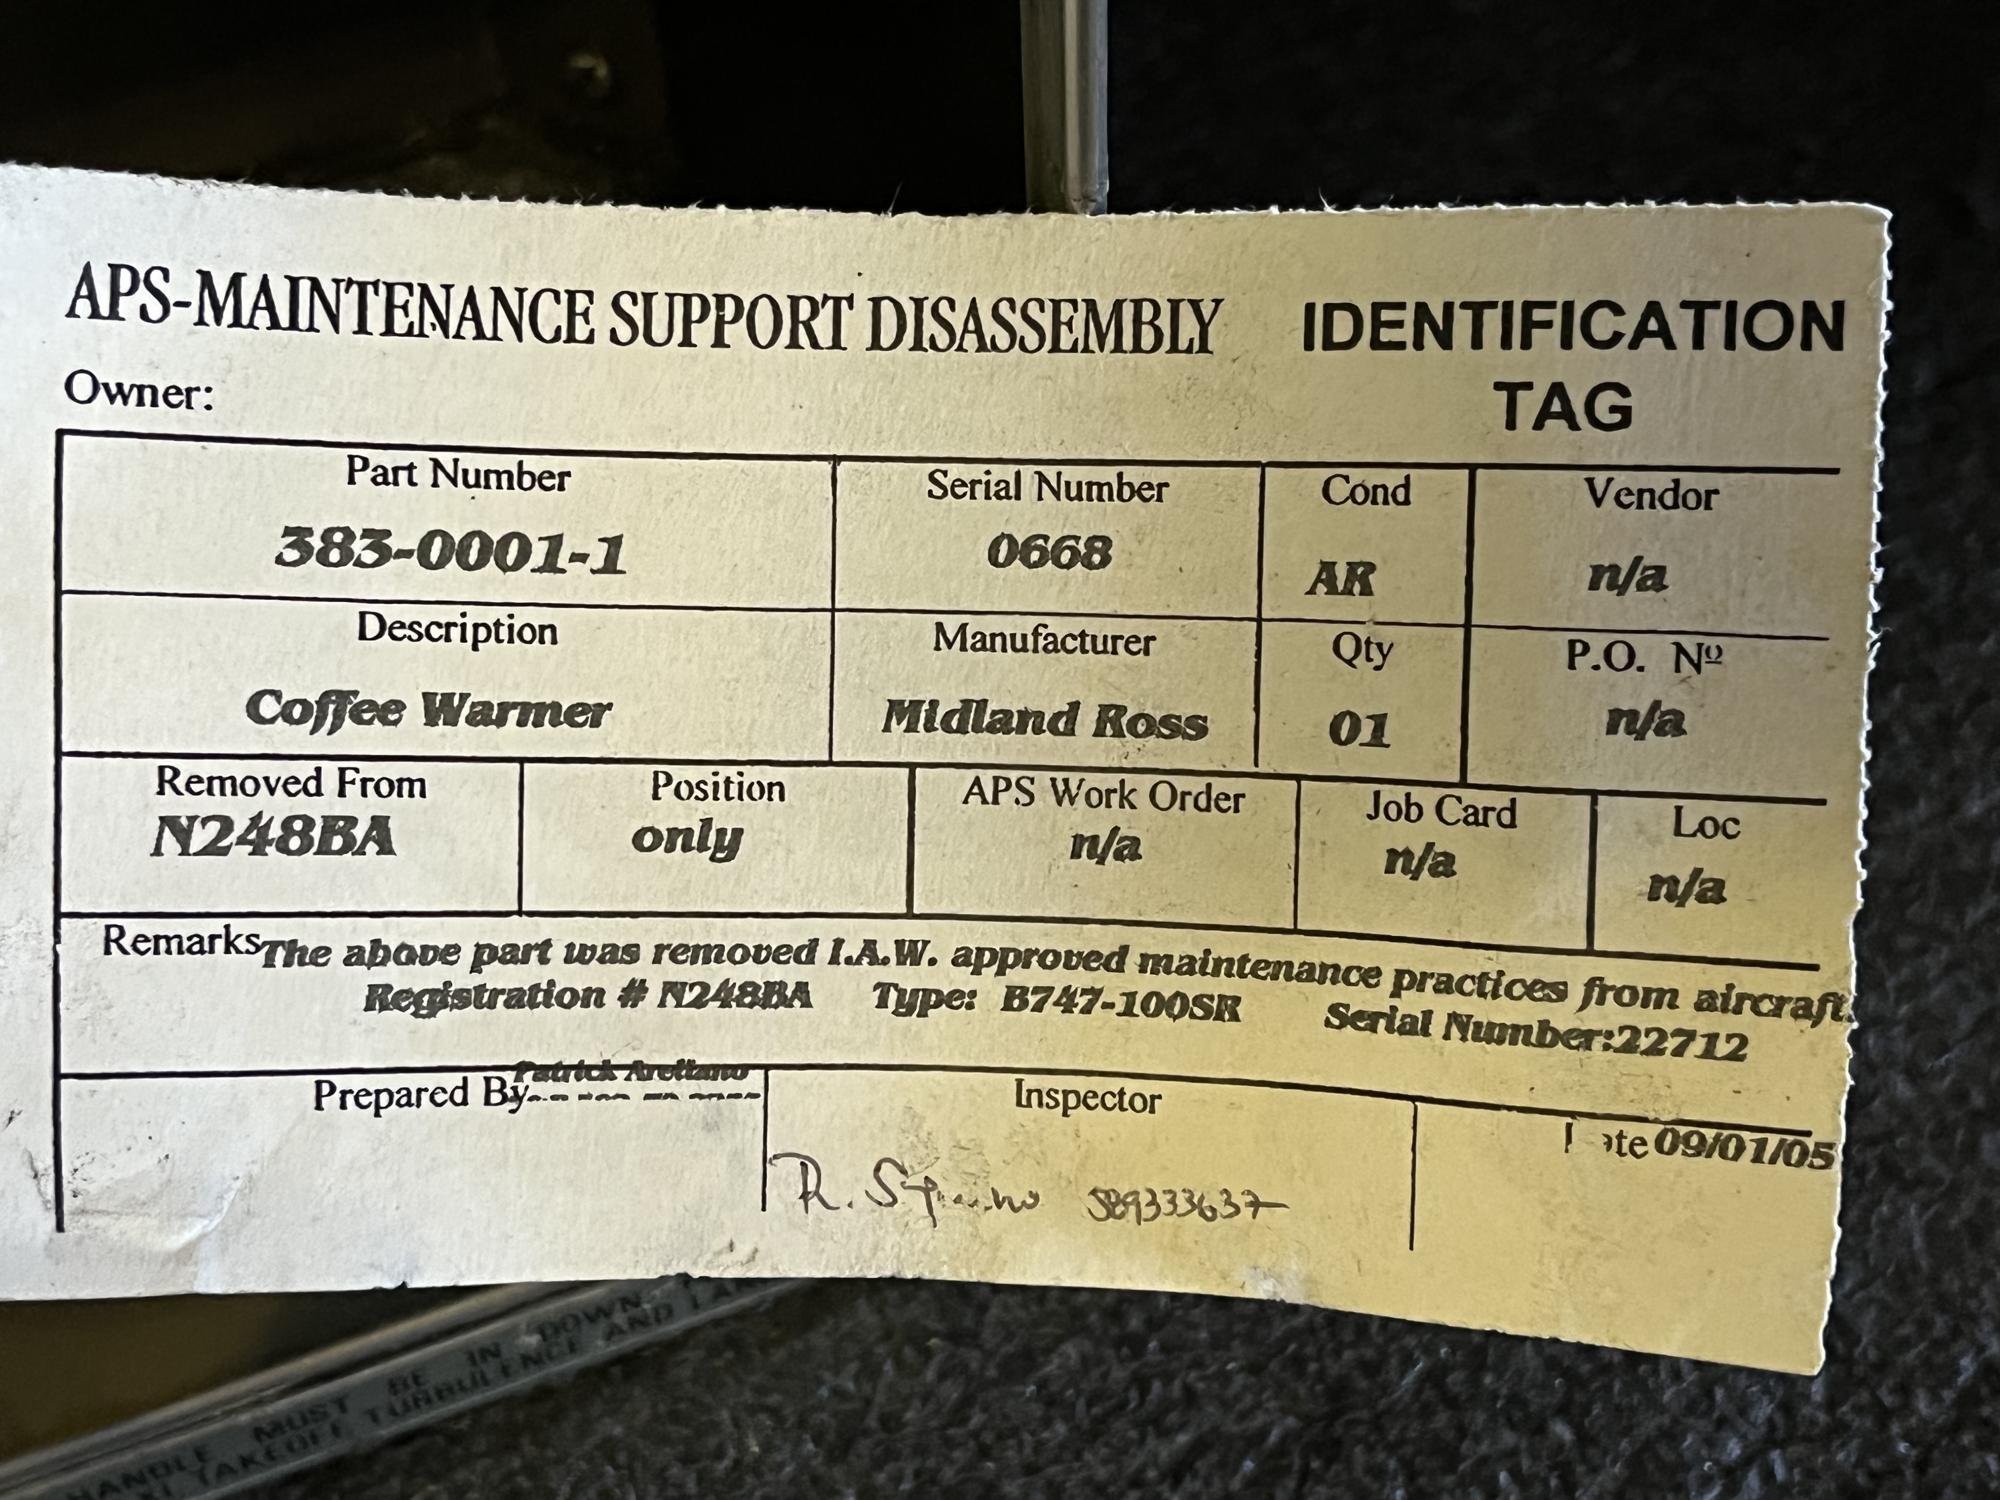 APS-MAINTENANCE SUPPORT DISASSEMBLY IDENTIFICATION
TAG
Owner:
Part Number Serial Number Cond Vendor
383-0001-1 0668 AR n/a
Description Manufacturer Qty P.O. Nº
Coffee Warmer Midland Ross 01 n/a
Removed From Position APS Work Order Job Card Loc
N248BA only n/a n/a n/a
Remarks The above part was removed I.A.W. approved maintenance practices from aircraft.
Registration # N248BA Type: B747-100SR Serial Number:22712
Patrick Arellano
Prepared By Inspector ate 09/01/05
R. 589333637
HANDLE MUST BE IN DOWN
TAKEOFF TURBULENCE AND